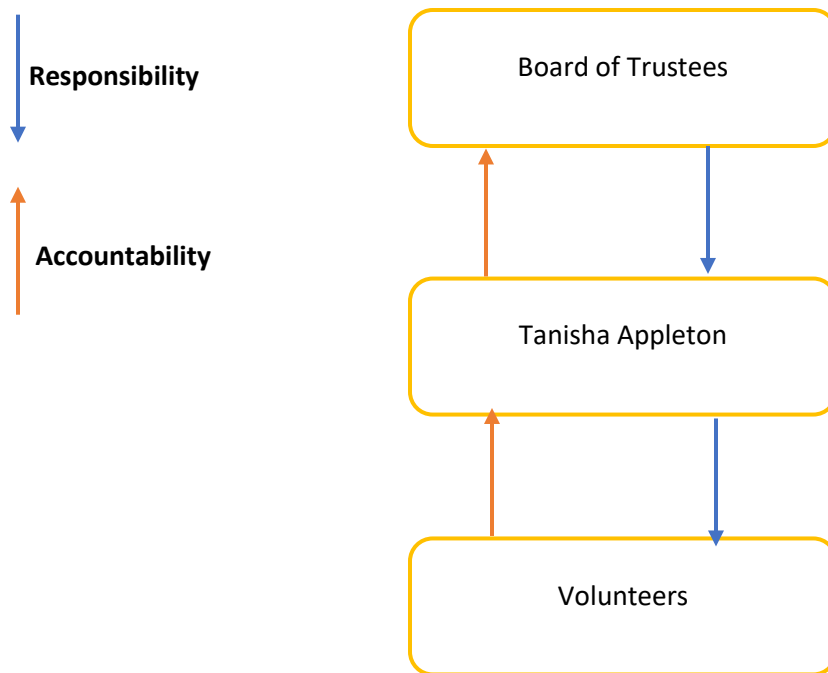 Responsibility
Accountability
Board of Trustees
Tanisha Appleton
Volunteers